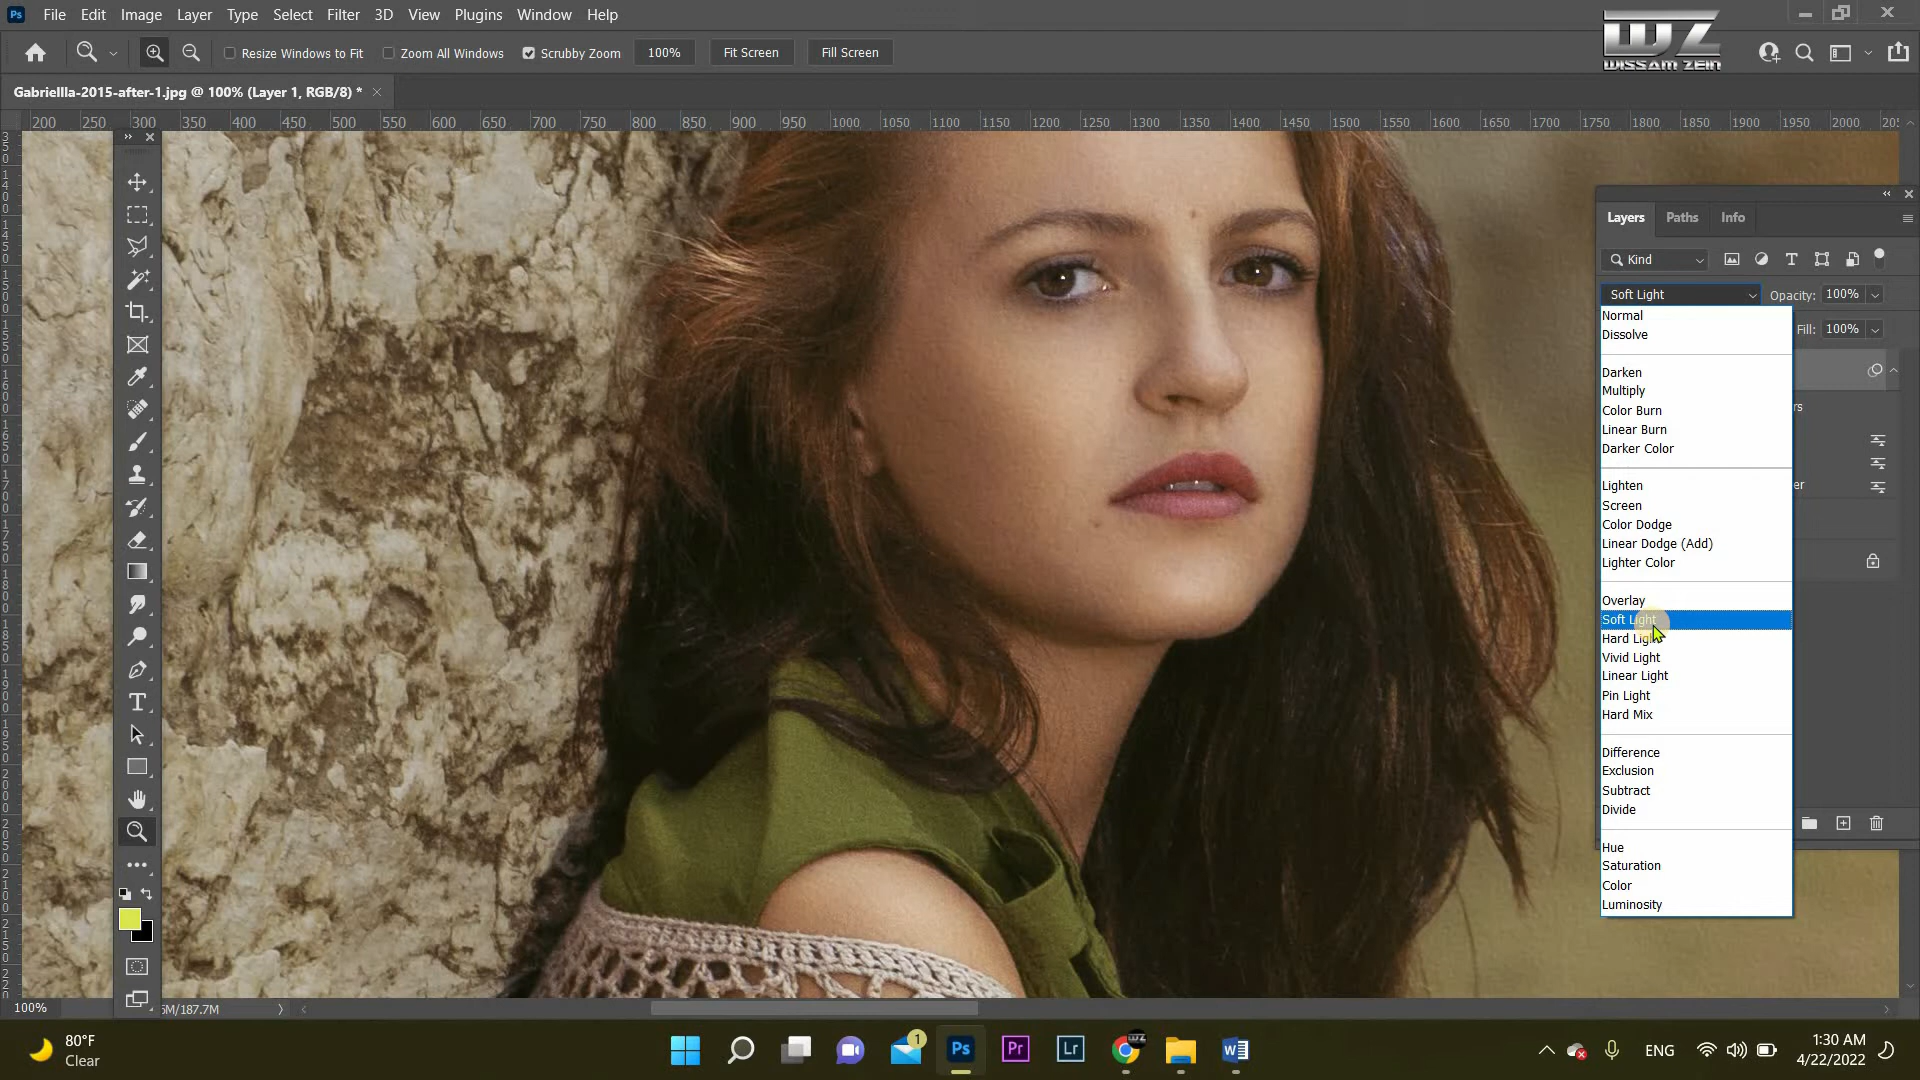 File Edit Image Layer Type Select Filter 3D View Plugins Window Help
Resize Windows to Fit Zoom All Windows Scrubby Zoom 100% Fit Screen Fill Screen
WZ
WISSAM ZEIN
Gabriellla-2015-after-1.jpg @ 100% (Layer 1, RGB/8) *
200 250 300 350 400 450 500 550 600 650 700 750 800 850 900 950 1000 1050 1100 1150 1200 1250 1300 1350 1400 1450 1500 1550 1600 1650 1700 1750 1800 1850 1900 1950 2000
Layers Paths Info
Kind
Soft Light Opacity: 100%
Normal
Fill: 100%
Dissolve
Darken
Multiply
Color Burn
Linear Burn
Darker Color
Lighten
Screen
Color Dodge
Linear Dodge (Add)
Lighter Color
Overlay
Soft Light
Hard Light
Vivid Light
Linear Light
Pin Light
Hard Mix
Difference
Exclusion
Subtract
Divide
Hue
Saturation
Color
Luminosity
100%
M/187.7M
80°F
Clear
1
Ps Pr Lr
ENG
1:30 AM
4/22/2022